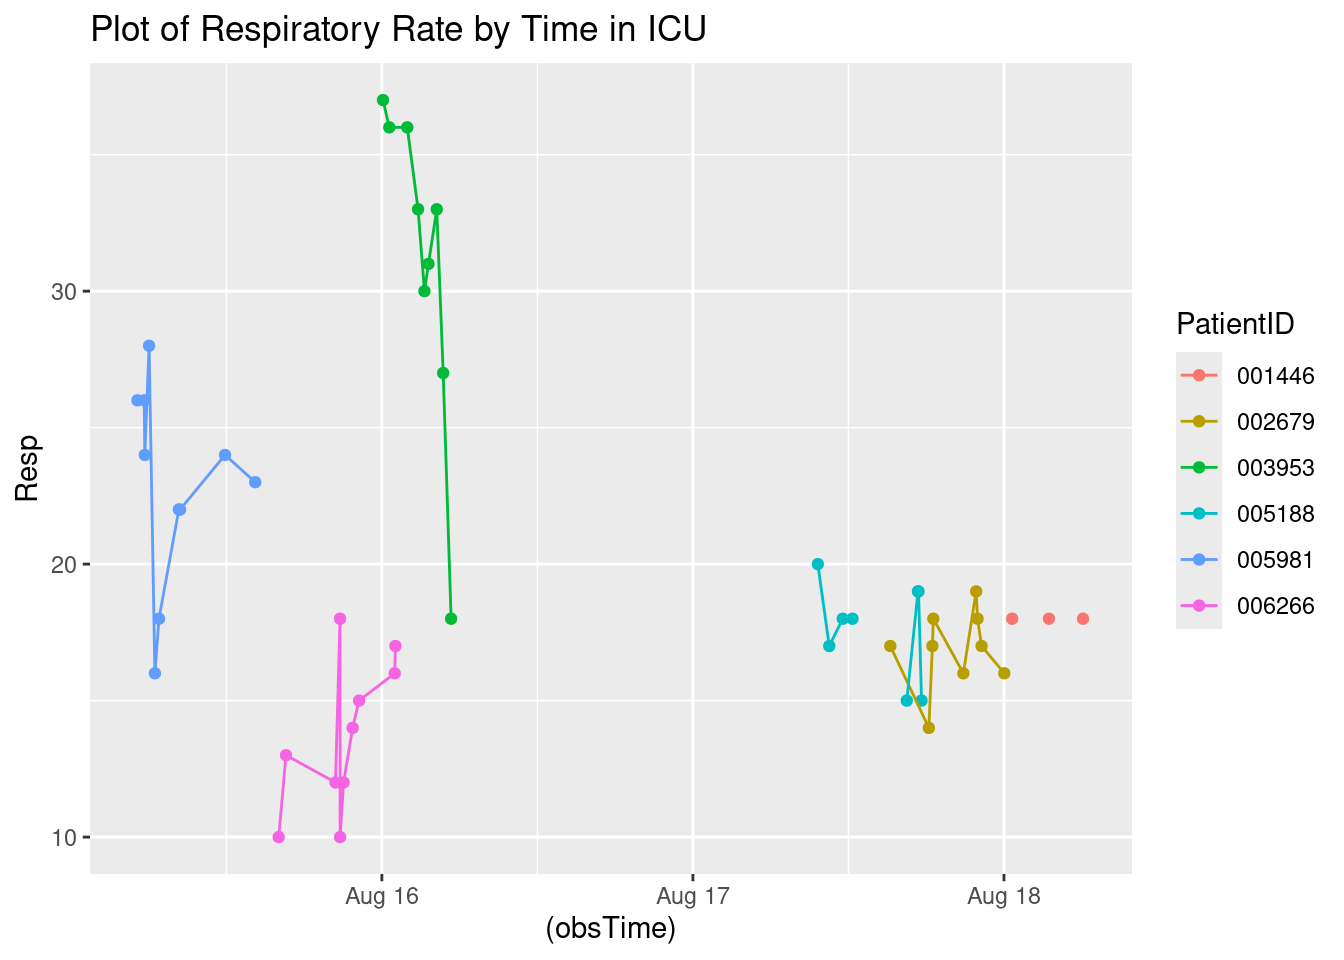 Plot of Respiratory Rate by Time in ICU
Resp
30
20
10
Aug 16
Aug 17
Aug 18
(obsTime)
PatientID
001446
002679
003953
005188
005981
006266